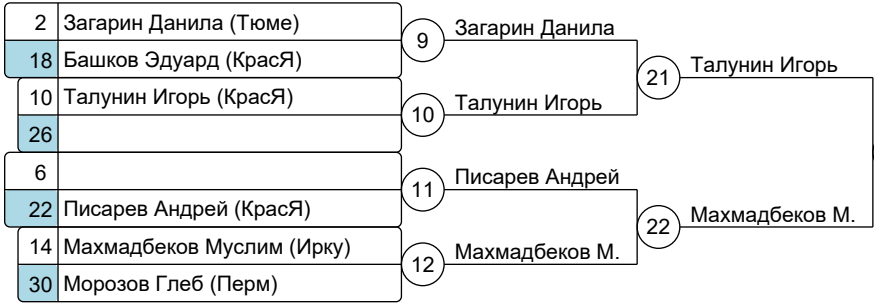 2 Загарин Данила (Тюме)
18 Башков Эдуард (КрасЯ)
9 Загарин Данила
10 Талунин Игорь (КрасЯ)
26
10 Талунин Игорь
21 Талунин Игорь
6
22 Писарев Андрей (КрасЯ)
11 Писарев Андрей
14 Махмадбеков Муслим (Ирку)
30 Морозов Глеб (Перм)
12 Махмадбеков М.
22 Махмадбеков М.